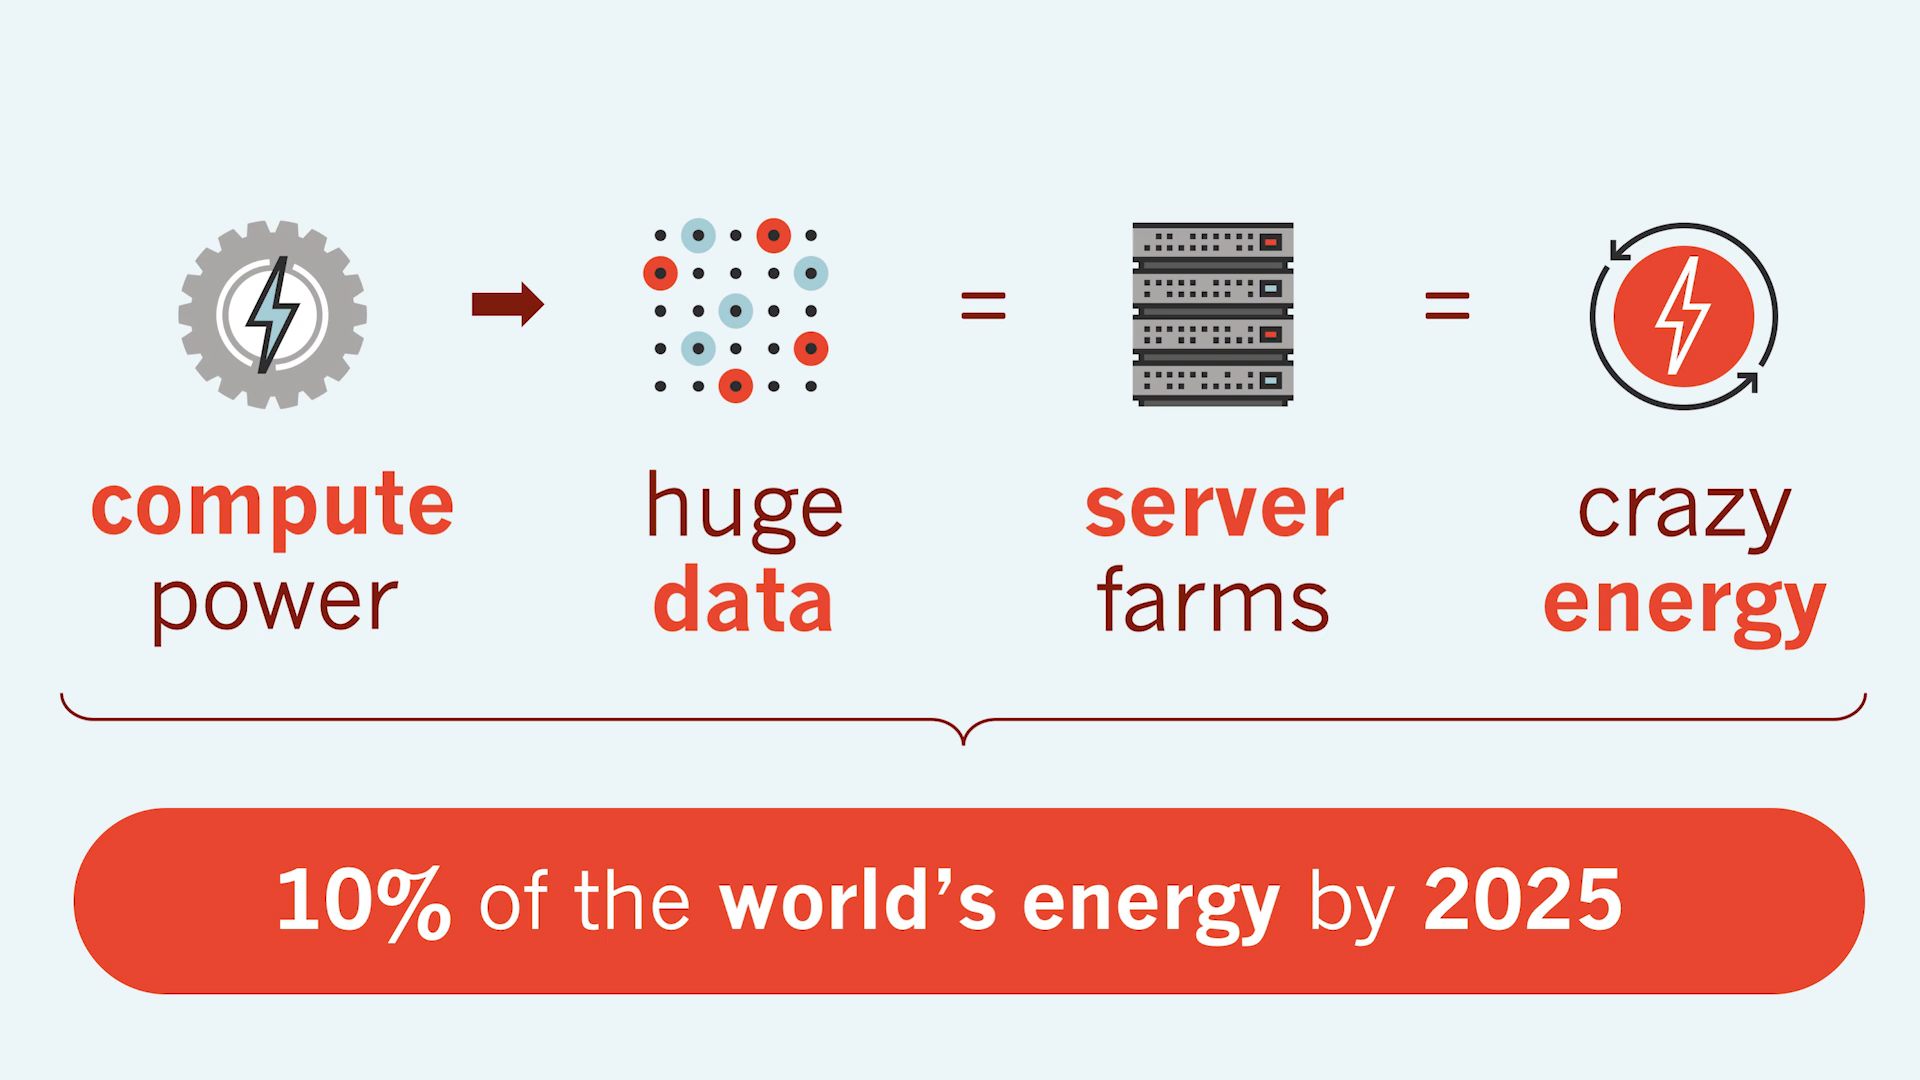 compute
power
huge
data
=
server
farms
=
crazy
energy
10% of the world’s energy by 2025